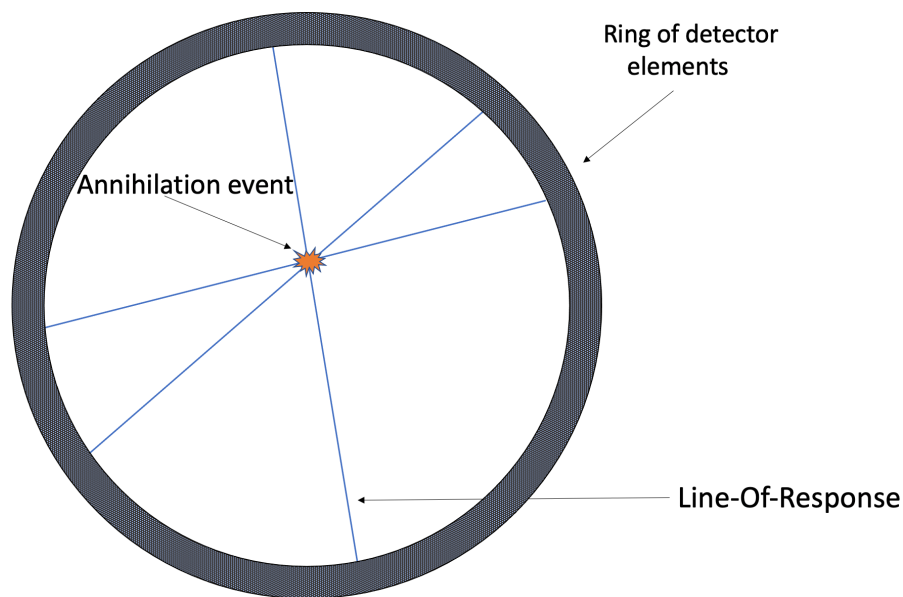 Ring of detector
elements
Annihilation event
Line-Of-Response